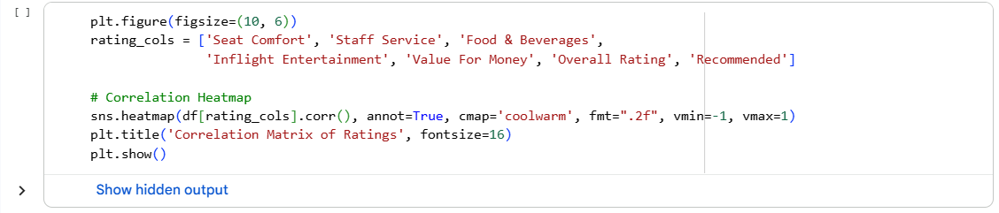 [ ]
plt.figure(figsize=(10, 6))
rating_cols = ['Seat Comfort', 'Staff Service', 'Food & Beverages',
'Inflight Entertainment', 'Value For Money', 'Overall Rating', 'Recommended']
# Correlation Heatmap
sns.heatmap(df[rating_cols].corr(), annot=True, cmap='coolwarm', fmt=".2f", vmin=-1, vmax=1)
plt.title('Correlation Matrix of Ratings', fontsize=16)
plt.show()
Show hidden output